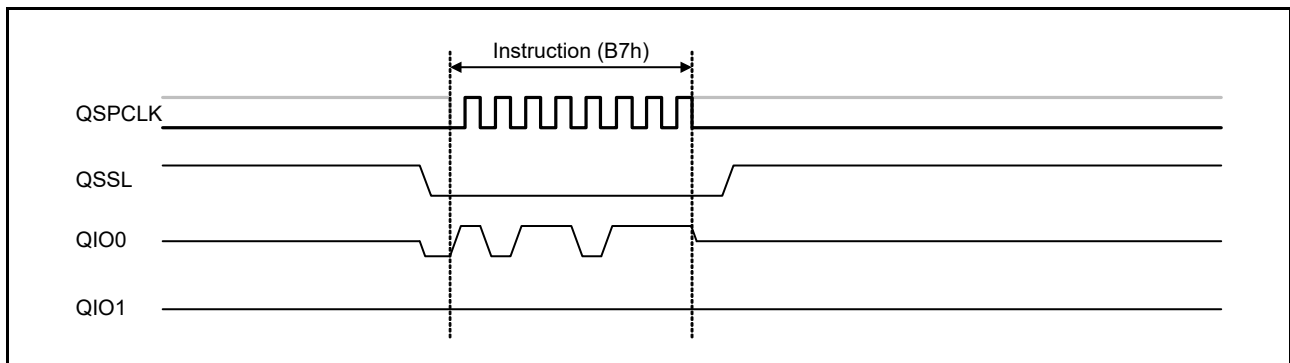 Instruction (B7h)
QSPCLK
QSSL
QIO0
QIO1